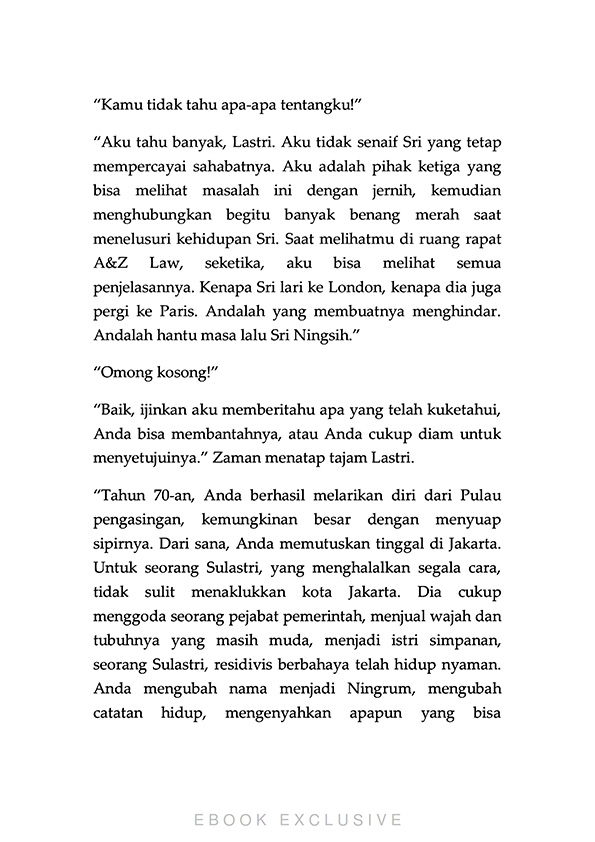 “Kamu tidak tahu apa-apa tentangku!”
“Aku tahu banyak, Lastri. Aku tidak senaif Sri yang tetap
mempercayai sahabatnya. Aku adalah pihak ketiga yang
bisa melihat masalah ini dengan jernih, kemudian
menghubungkan begitu banyak benang merah saat
menelusuri kehidupan Sri. Saat melihatmu di ruang rapat
A&Z Law, seketika, aku bisa melihat semua
penjelasannya. Kenapa Sri lari ke London, kenapa dia juga
pergi ke Paris. Andalah yang membuatnya menghindar.
Andalah hantu masa lalu Sri Ningsih.”
“Omong kosong!”
“Baik, ijinkan aku memberitahu apa yang telah kuketahui,
Anda bisa membantahnya, atau Anda cukup diam untuk
menyetujuinya.” Zaman menatap tajam Lastri.
“Tahun 70-an, Anda berhasil melarikan diri dari Pulau
pengasingan, kemungkinan besar dengan menyuap
sipirnya. Dari sana, Anda memutuskan tinggal di Jakarta.
Untuk seorang Sulastri, yang menghalalkan segala cara,
tidak sulit menaklukkan kota Jakarta. Dia cukup
menggoda seorang pejabat pemerintah, menjual wajah dan
tubuhnya yang masih muda, menjadi istri simpanan,
seorang Sulastri, residivis berbahaya telah hidup nyaman.
Anda mengubah nama menjadi Ningrum, mengubah
catatan hidup, mengenyahkan apapun yang bisa
EBOOK EXCLUSIVE